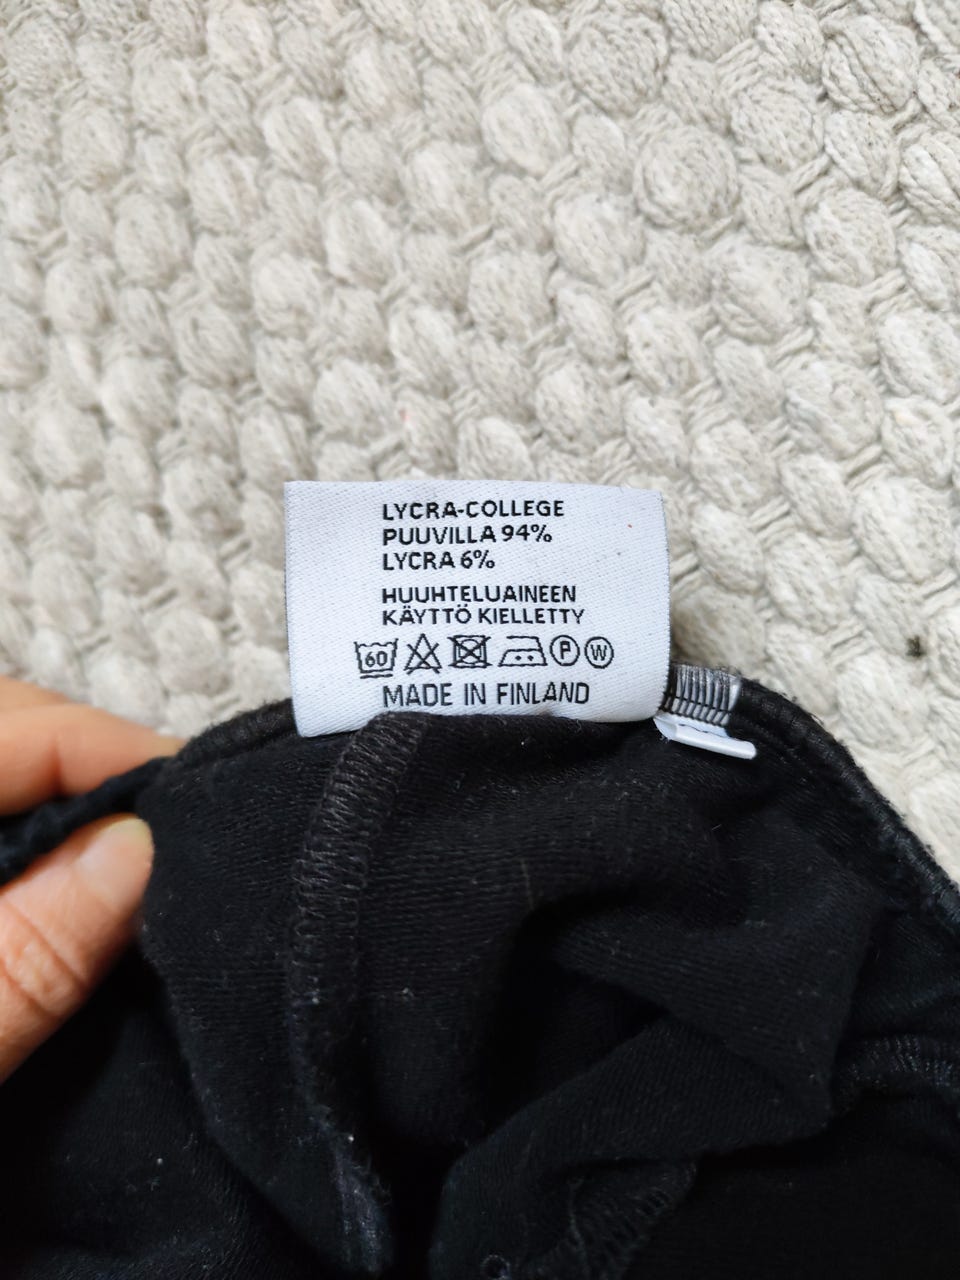 LYCRA-COLLEGE
PUUVILLA 94%
LYCRA 6%
HUUHTELUAINEEN
KÄYTTÖ KIELLETTY
60 P W
MADE IN FINLAND